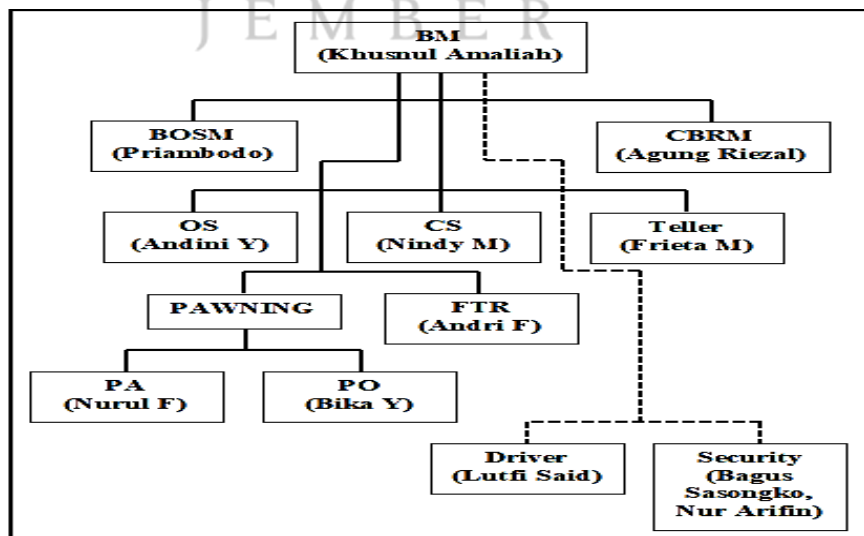 JEMBER
BM
(Khusnul Amaliah)
BOSM
(Priambodo)
CBRM
(Agung Riezal)
OS
(Andini Y)
CS
(Nindy M)
Teller
(Frieta M)
PAWNING
FTR
(Andri F)
PA
(Nurul F)
PO
(Bika Y)
Driver
(Lutfi Said)
Security
(Bagus
Sasongko,
Nur Arifin)